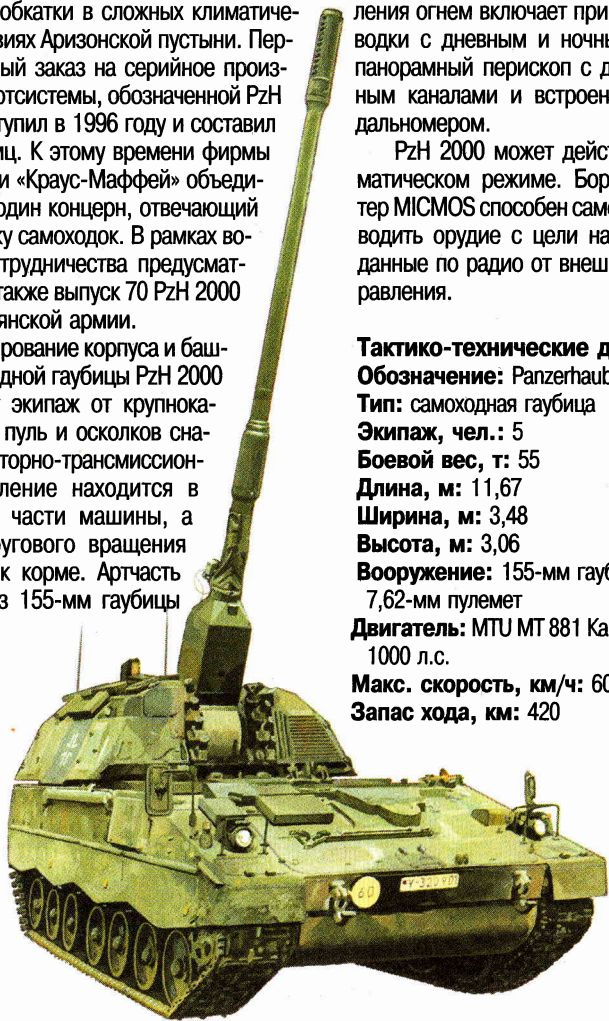 обкатки в сложных климатиче-
виях Аризонской пустыни. Пер-
ый заказ на серийное произ-
ртсистемы, обозначенной PzH
тупил в 1996 году и составил
иц. К этому времени фирмы
и «Краус-Маффей» объеди-
один концерн, отвечающий
ку самоходок. В рамках во-
трудничества предусмат-
также выпуск 70 PzH 2000
янской армии.
рование корпуса и баш-
дной гаубицы PzH 2000
т экипаж от крупнока-
пуль и осколков сна-
торно-трансмиссион-
ление находится в
части машины, а
ругового вращения
к корме. Артчасть
з 155-мм гаубицы
ления огнем включает при
водки с дневным и ночны
панорамный перископ с д
ным каналами и встроен
дальномером.
PzH 2000 может дейст
матическом режиме. Бор
тер MICMOS способен само
водить орудие с цели на
данные по радио от внеш
равления.
Тактико-технические д
Обозначение: Panzerhaub
Тип: самоходная гаубица
Экипаж, чел.: 5
Боевой вес, т: 55
Длина, м: 11,67
Ширина, м: 3,48
Высота, м: 3,06
Вооружение: 155-мм гауб
7,62-мм пулемет
Двигатель: MTU MT 881 Ka
1000 л.с.
Макс. скорость, км/ч: 60
Запас хода, км: 420
60